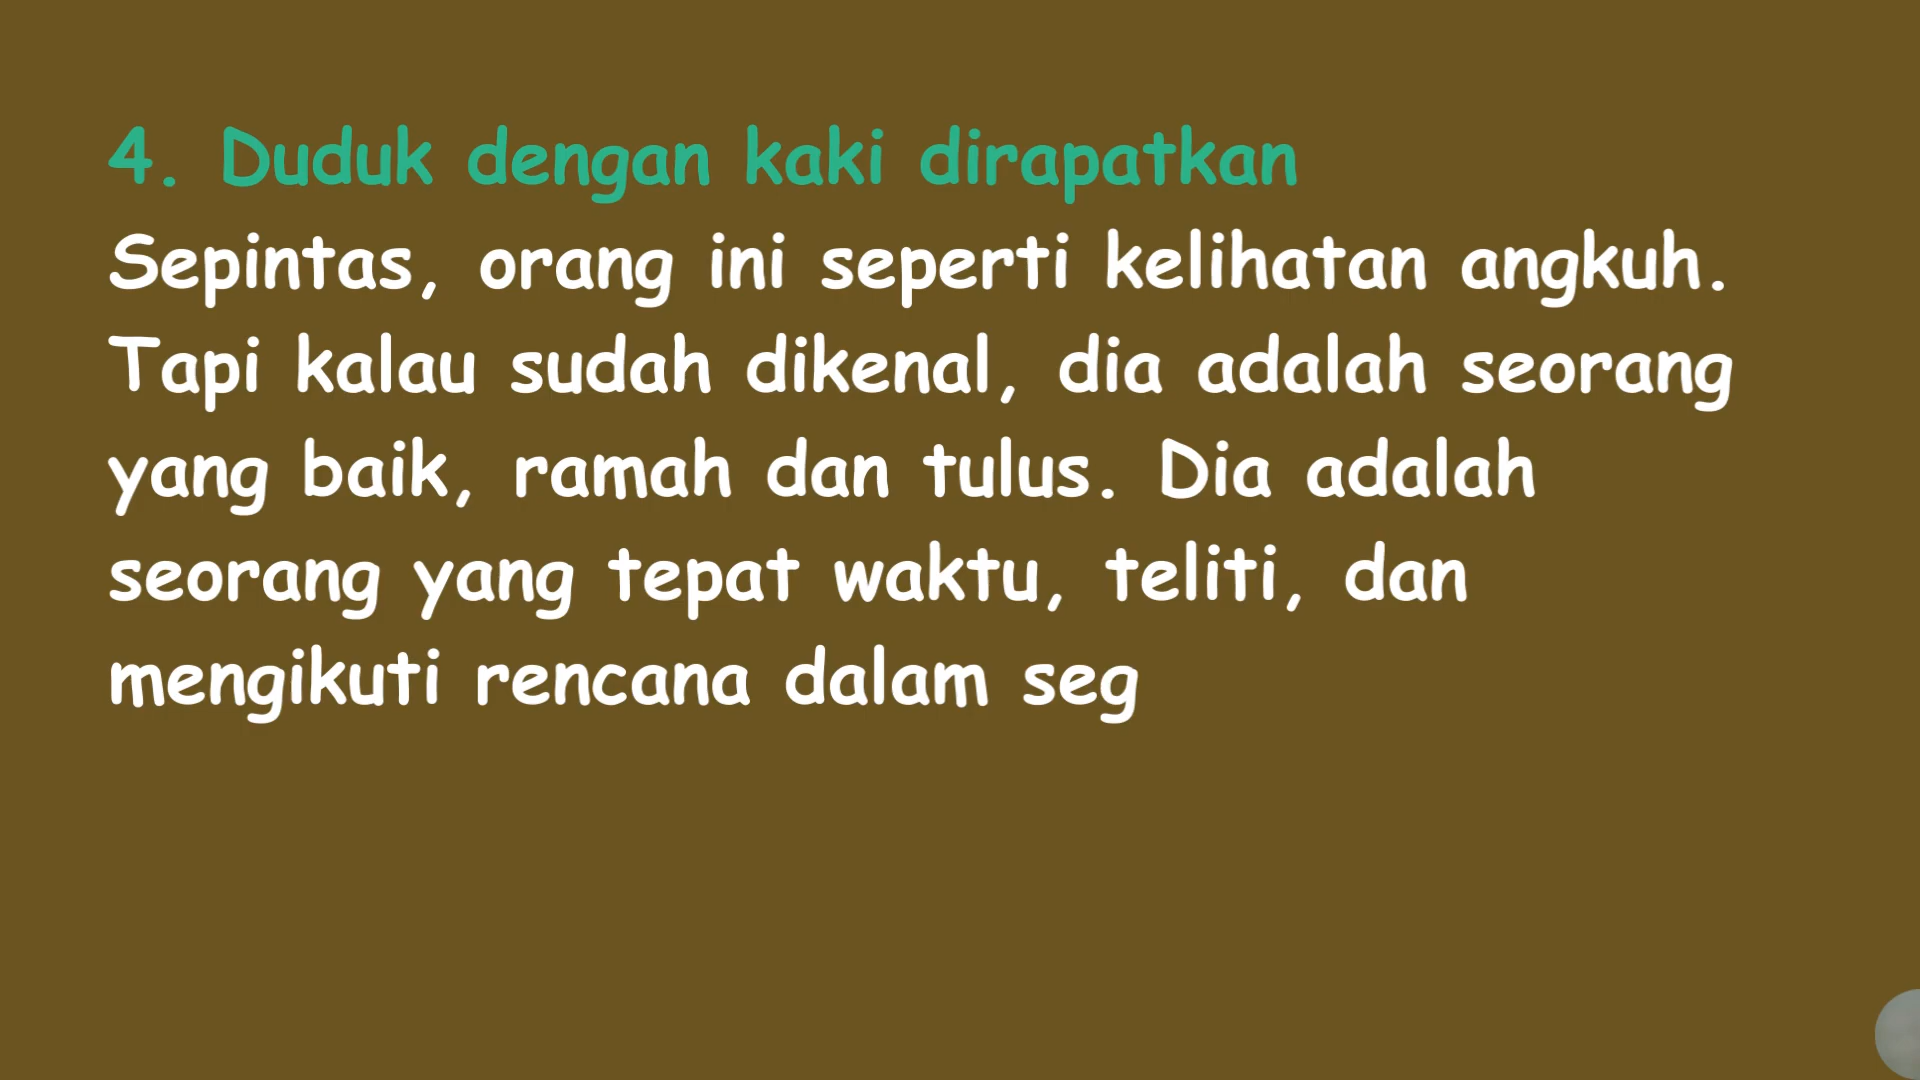 4. Duduk dengan kaki dirapatkan
Sepintas, orang ini seperti kelihatan angkuh.
Tapi kalau sudah dikenal, dia adalah seorang
yang baik, ramah dan tulus. Dia adalah
seorang yang tepat waktu, teliti, dan
mengikuti rencana dalam seg